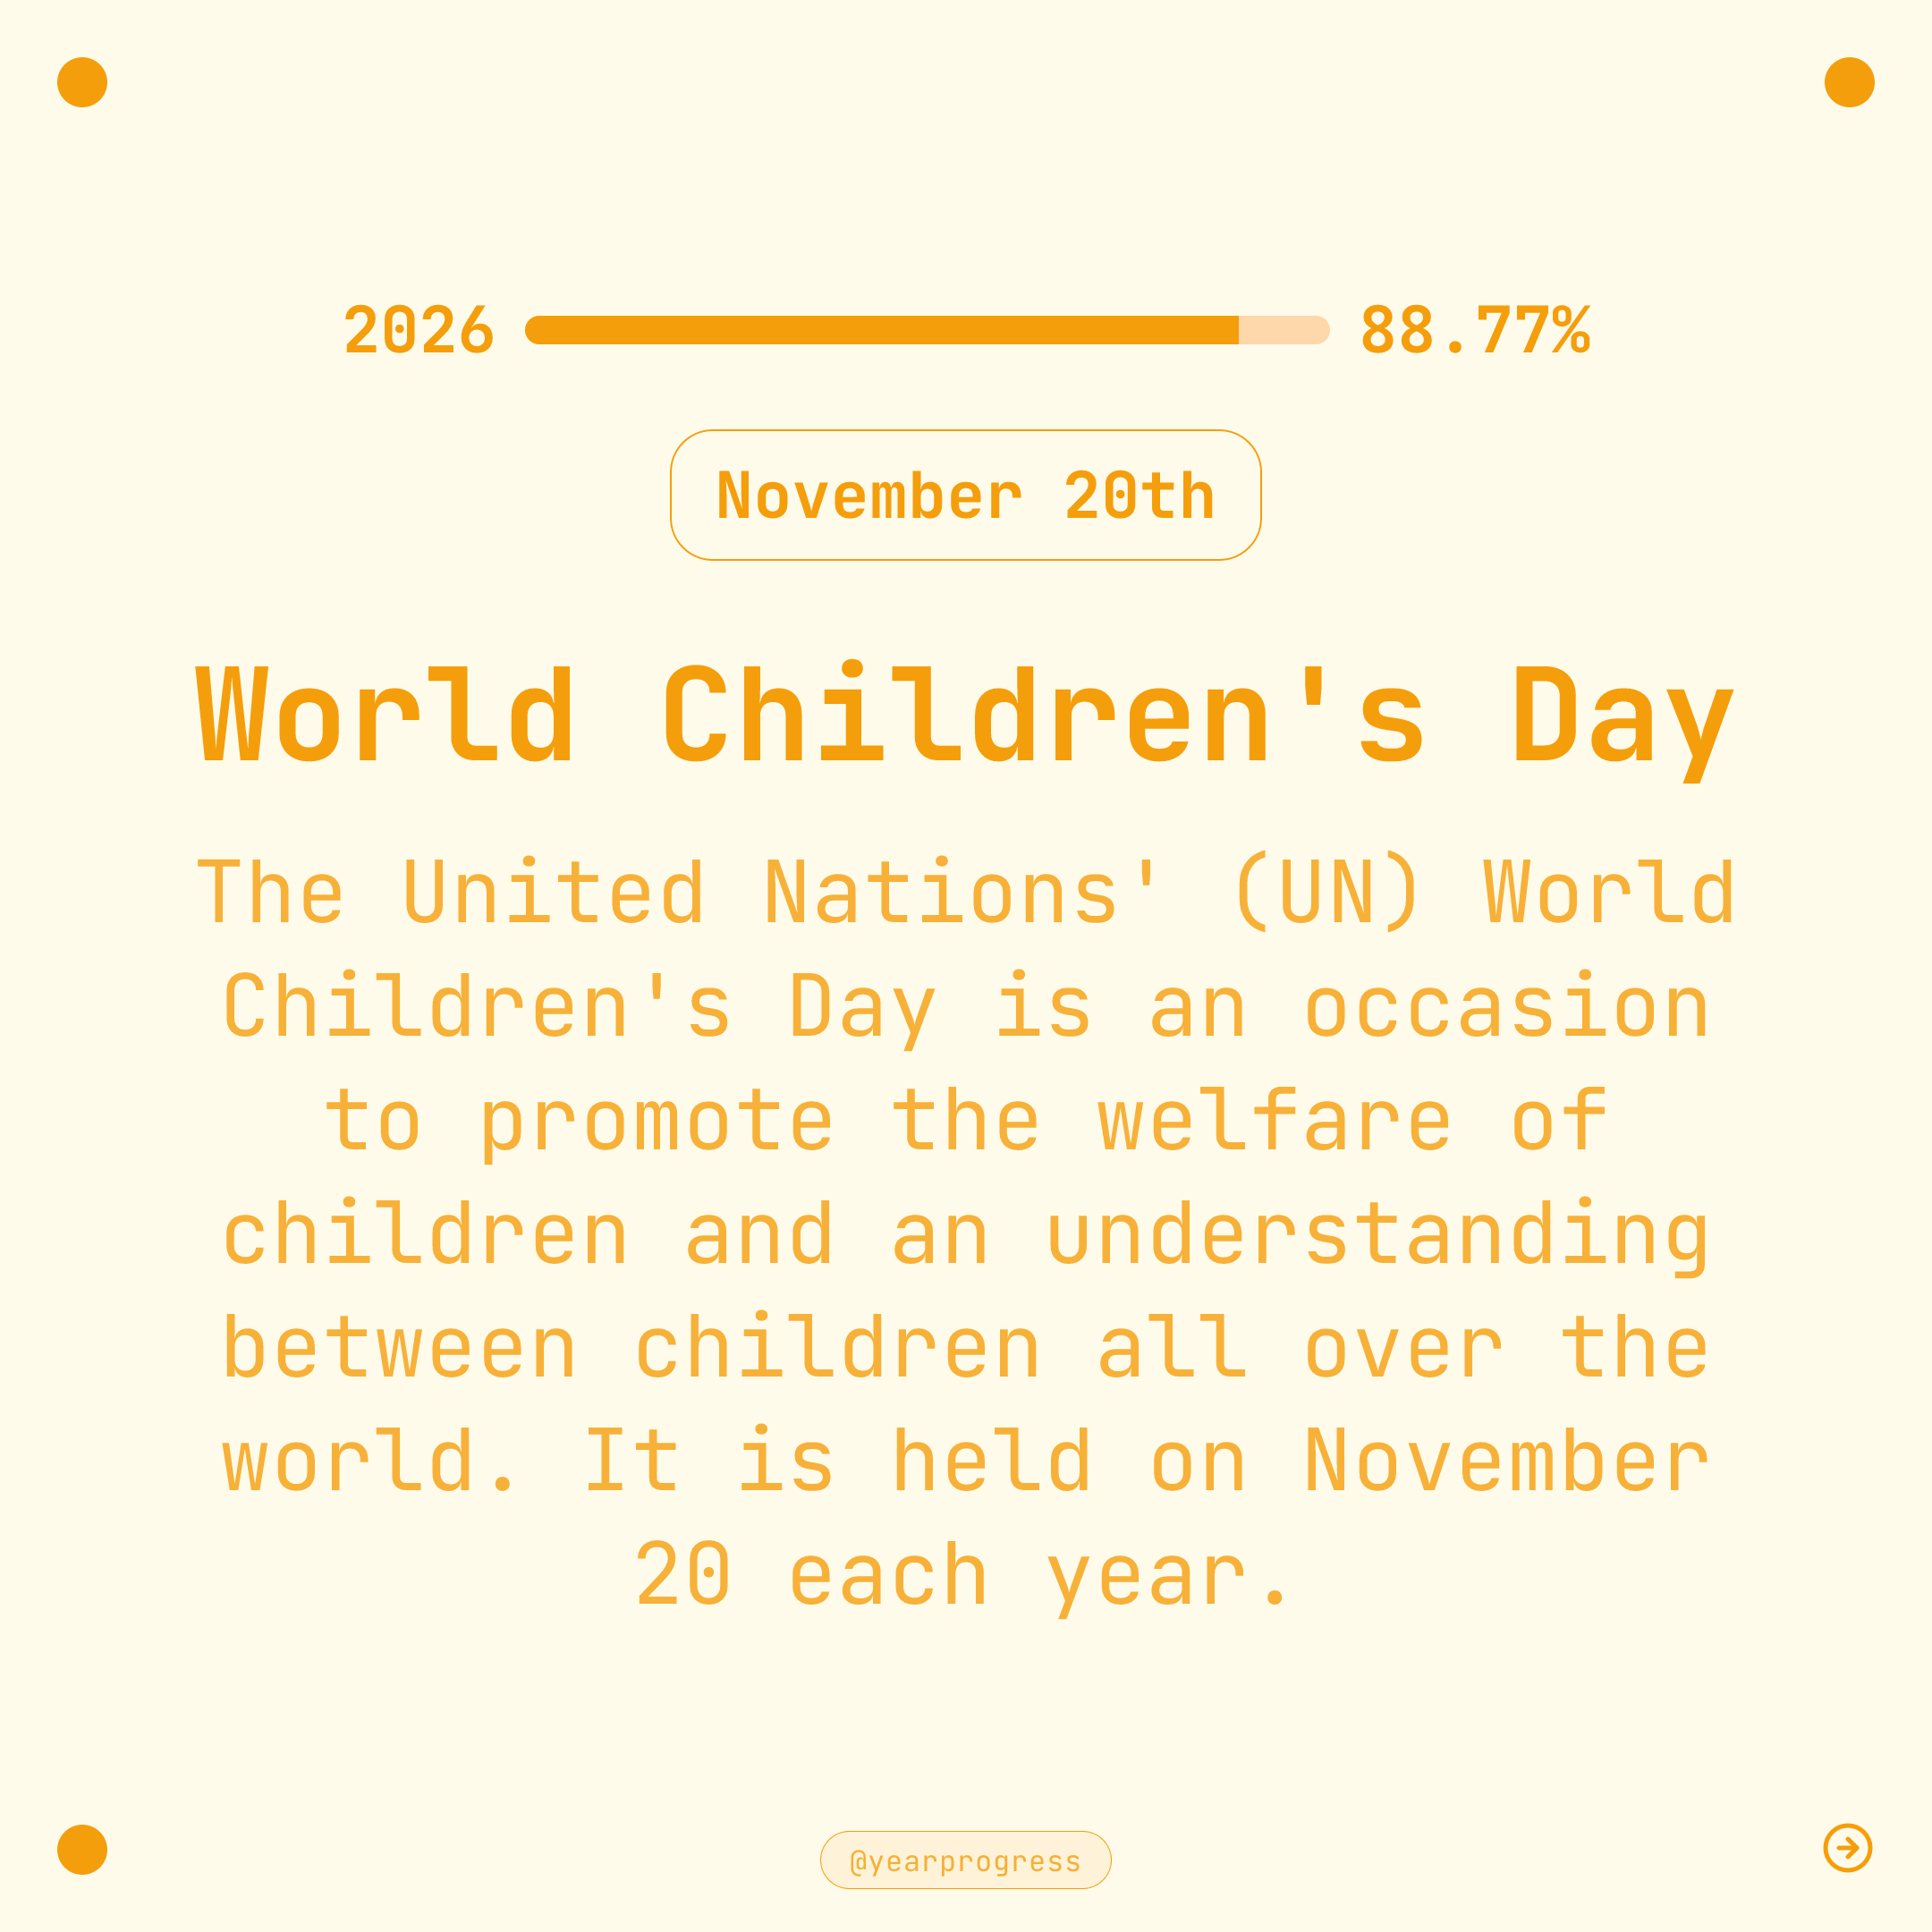 2026 88.77%
November 20th
World Children's Day
The United Nations' (UN) World
Children's Day is an occasion
to promote the welfare of
children and an understanding
between children all over the
world. It is held on November
20 each year.
@yearprogress